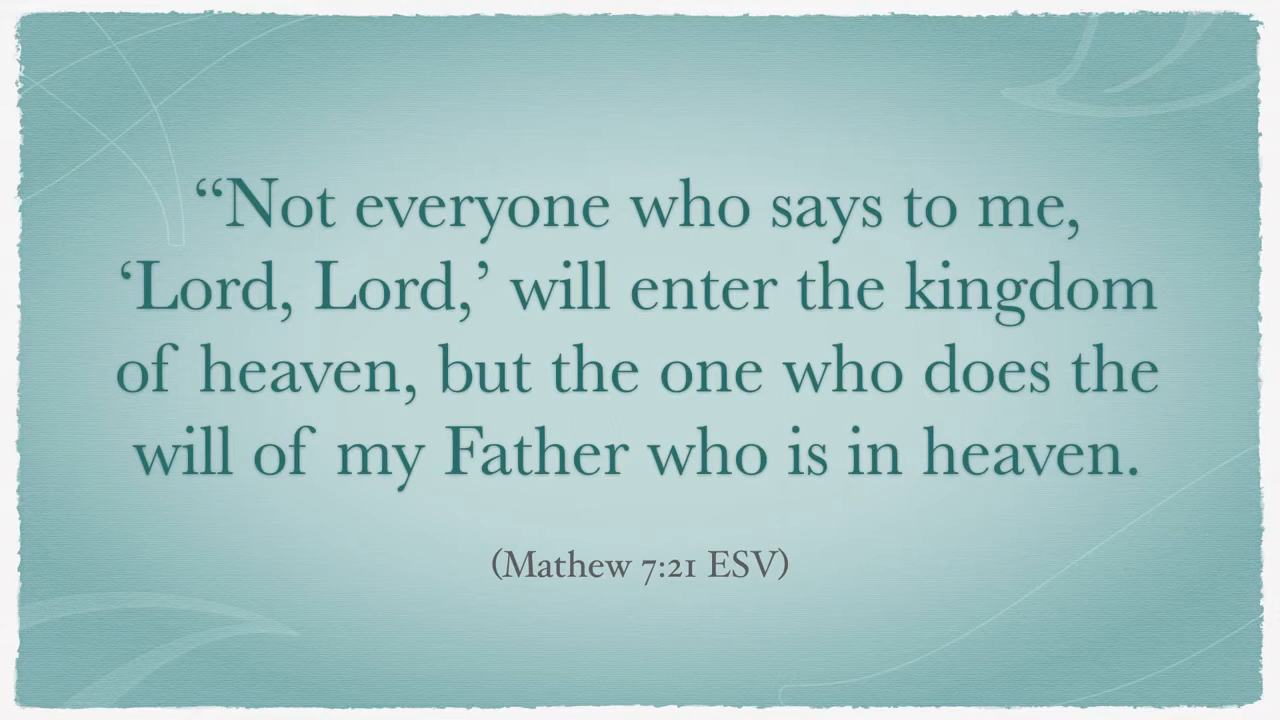 “Not everyone who says to me,
‘Lord, Lord,’ will enter the kingdom
of heaven, but the one who does the
will of my Father who is in heaven.
(Mathew 7:21 ESV)